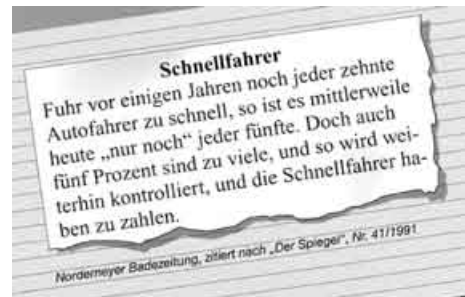 Schnellfahrer
Fuhr vor einigen Jahren noch jeder zehnte
Autofahrer zu schnell, so ist es mittlerweile
heute „nur noch“ jeder fünfte. Doch auch
fünf Prozent sind zu viele, und so wird wei-
terhin kontrolliert, und die Schnellfahrer ha-
ben zu zahlen.
Norderneyer Badezeitung, zitiert nach „Der Spiegel“, Nr. 41/1991